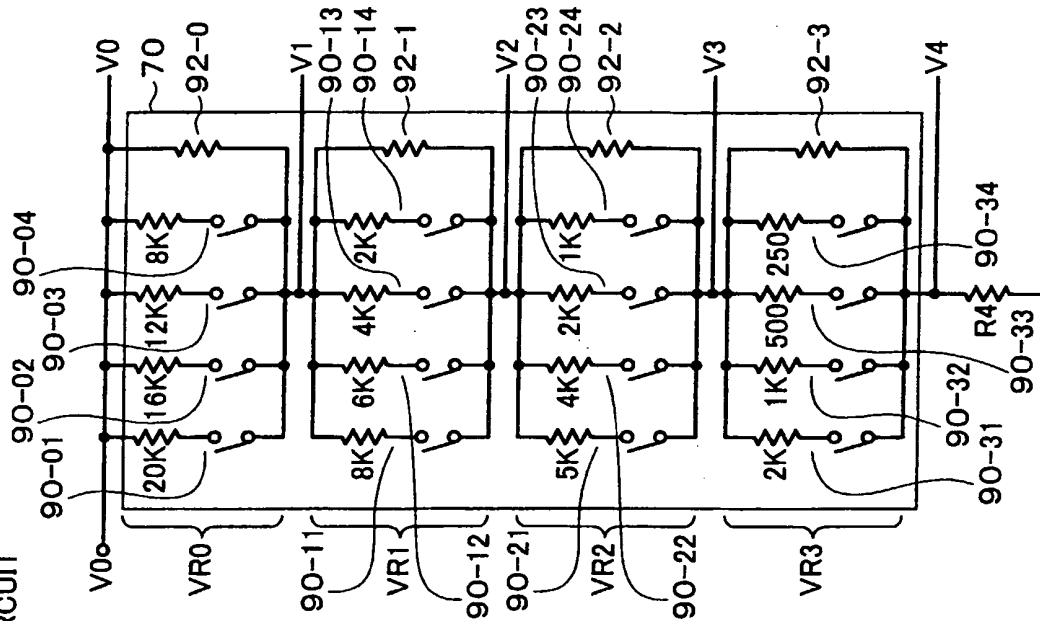 RCUIT
V0
V0
70
92-0
90-01
90-02
90-03
90-04
20K
16K
12K
8K
VR0
V1
90-13
90-14
92-1
8K
6K
4K
2K
90-11
VR1
90-12
V2
90-23
90-24
92-2
5K
4K
2K
1K
90-21
VR2
90-22
V3
92-3
2K
1K
500
250
VR3
90-31
90-32
90-33
90-34
R4
V4